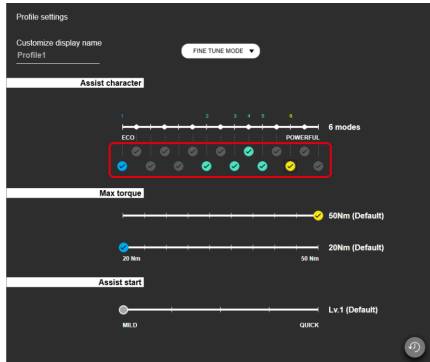 Profile settings
Customize display name
Profile1
FINE TUNE MODE
Assist character
1 2 3 4 5 6
6 modes
ECO POWERFUL
Max torque
50Nm (Default)
20Nm (Default)
20 Nm 50 Nm
Assist start
Lv.1 (Default)
MILD QUICK